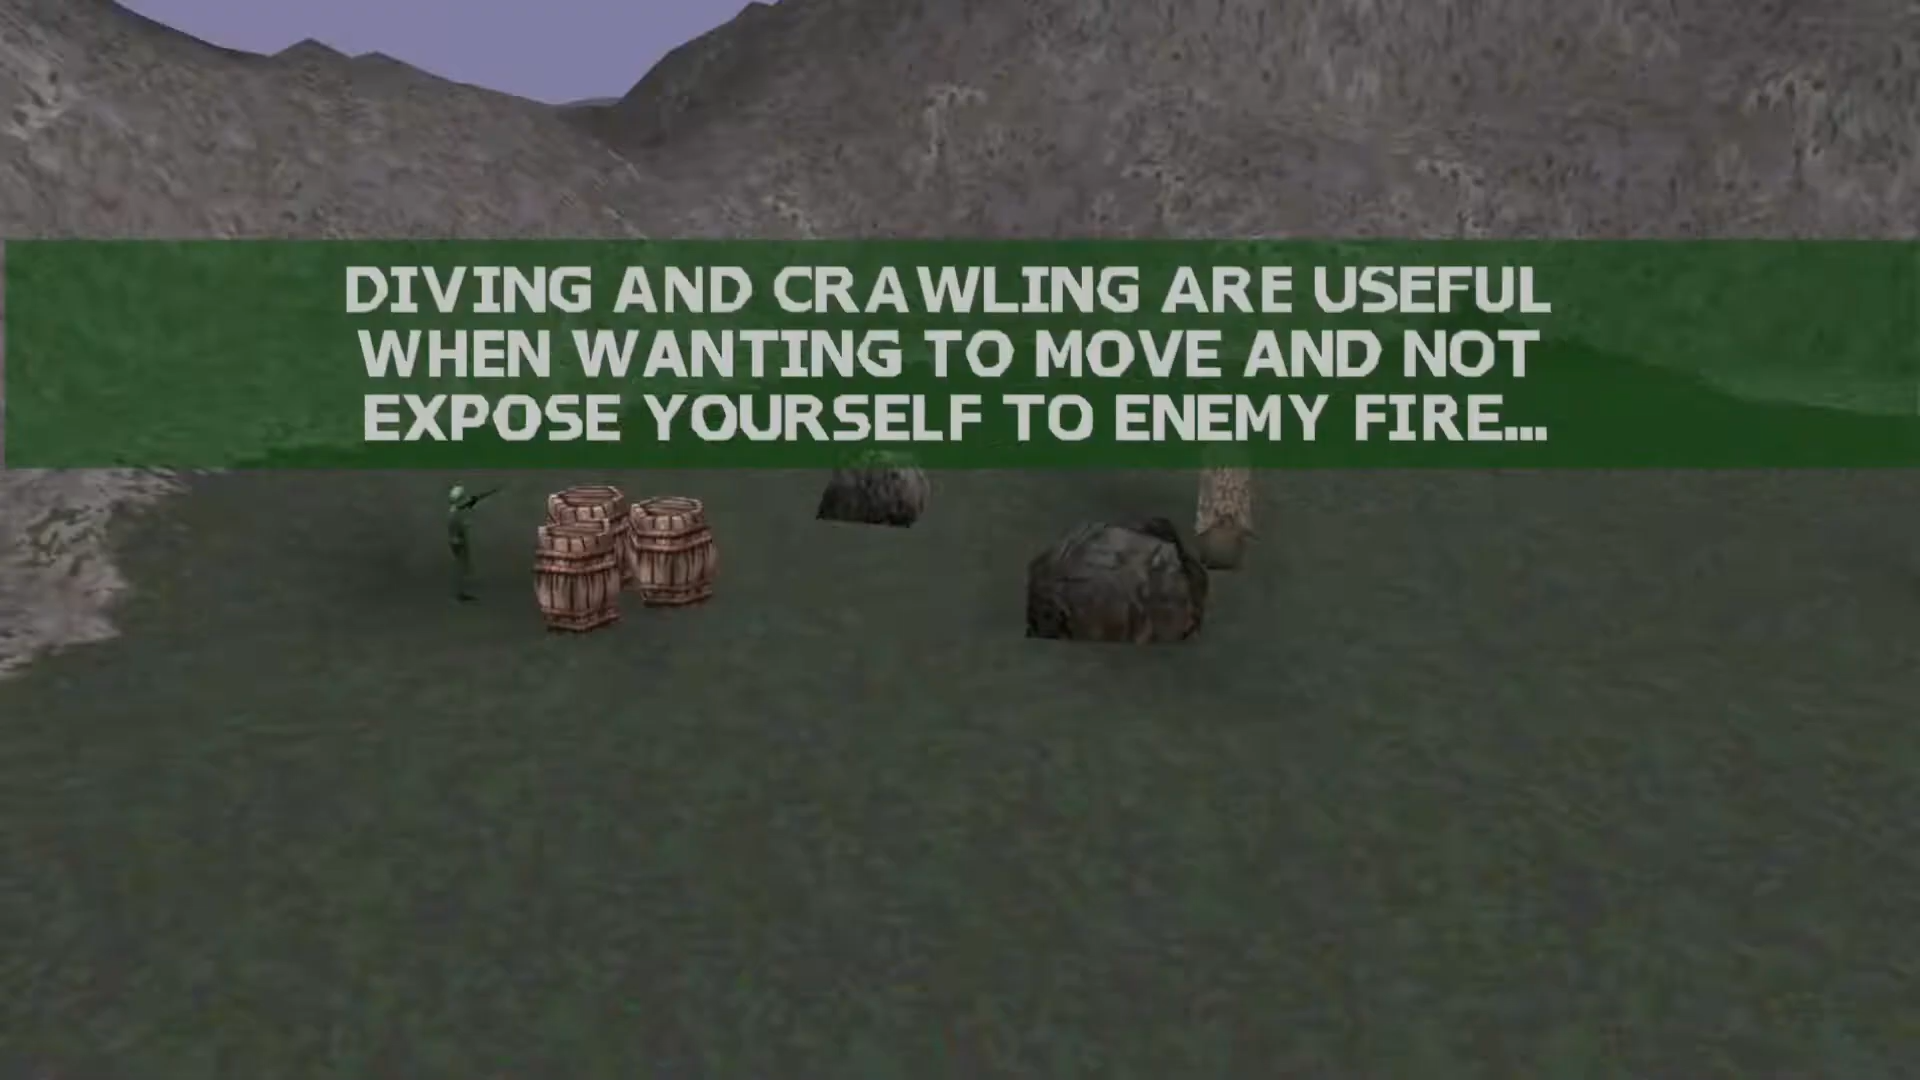 DIVING AND CRAWLING ARE USEFUL
WHEN WANTING TO MOVE AND NOT
EXPOSE YOURSELF TO ENEMY FIRE...